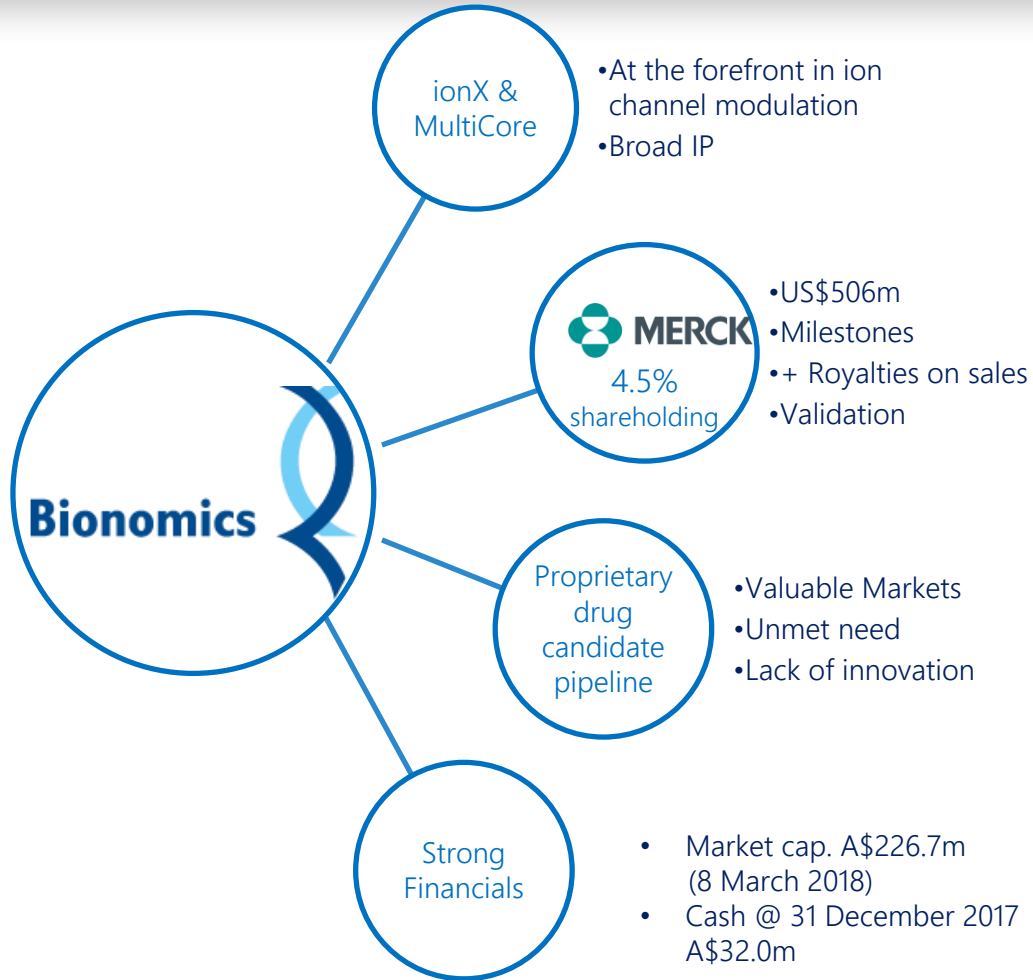 ionX &
MultiCore
•At the forefront in ion
channel modulation
•Broad IP
MERCK
4.5%
shareholding
•US$506m
•Milestones
•+ Royalties on sales
•Validation
Bionomics
Proprietary
drug
candidate
pipeline
•Valuable Markets
•Unmet need
•Lack of innovation
Strong
Financials
• Market cap. A$226.7m
(8 March 2018)
• Cash @ 31 December 2017
A$32.0m